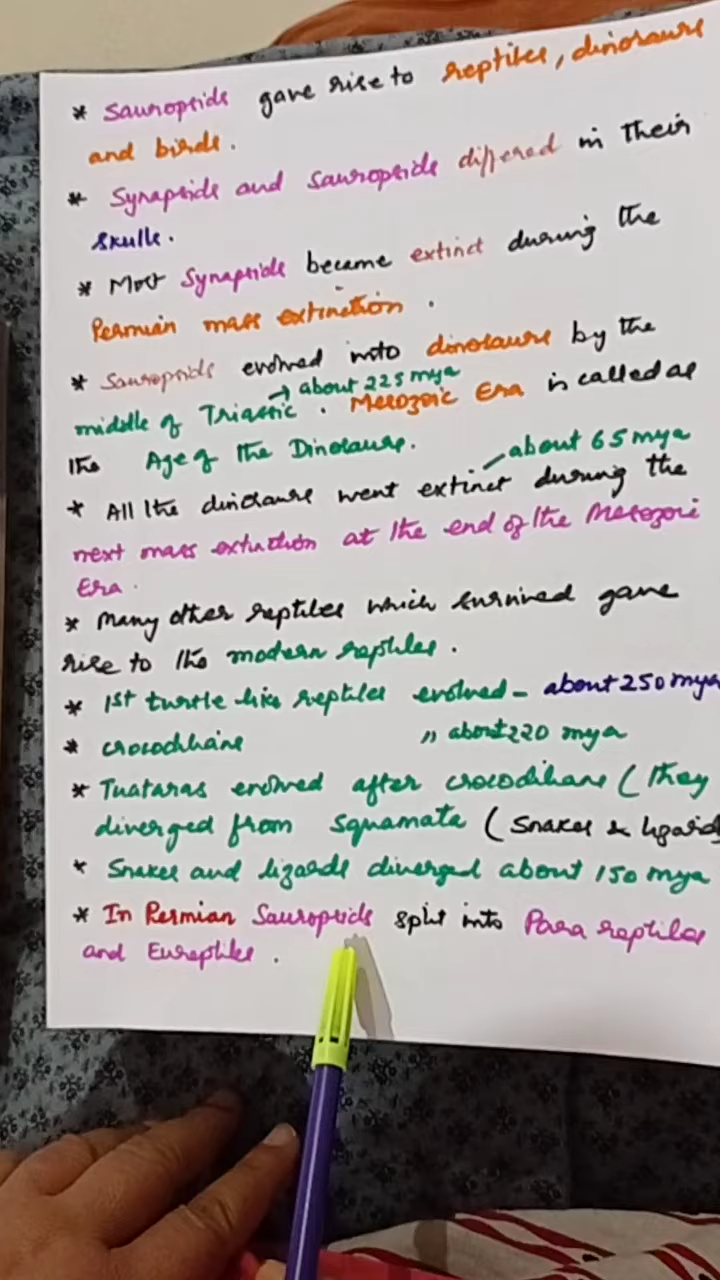 * Sauropsids gave rise to reptiles, dinosaurs
and birds.
* Synapsids and Sauropsids differed in their
skulls.
* Most Synapsids became extinct during the
Permian mass extinction.
* Sauropsids evolved into dinosaurs by the
→ about 225 mya
middle of Triassic. Mesozoic Era is called as
the Age of the Dinosaurs.
about 65 mya
* All the dinosaurs went extinct during the
next mass extinction at the end of the Mesozoic
Era.
* Many other reptiles which survived gave
rise to the modern reptiles.
* 1st turtle like reptiles evolved - about 250 mya
* crocodilians " about 220 mya
* Tuataras evolved after crocodilians (they
diverged from Squamata (snakes & lizards
* Snakes and lizards diverged about 150 mya
* In Permian Sauropsids split into Para reptiles
and Eureptiles.